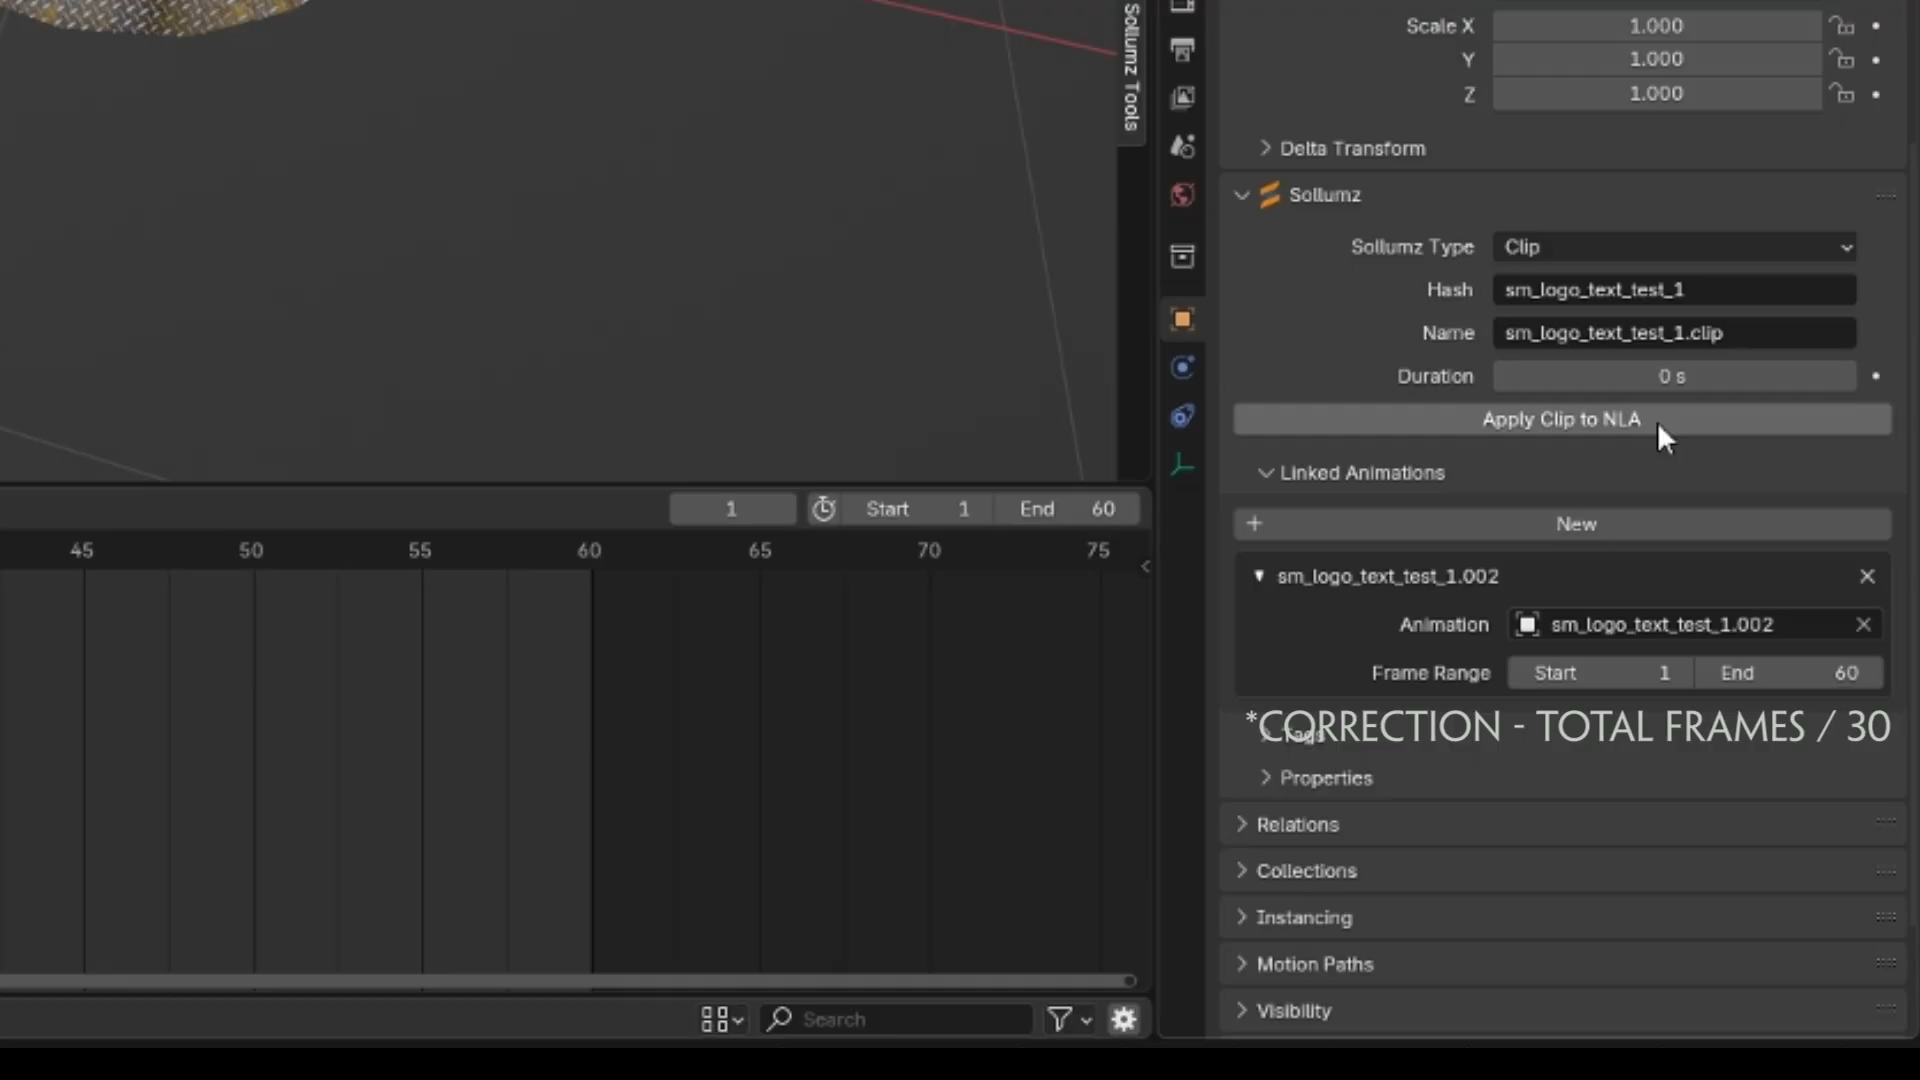 Sollumz Tools
Scale X 1.000
Y 1.000
Z 1.000
Delta Transform
Sollumz
Sollumz Type Clip
Hash sm_logo_text_test_1
Name sm_logo_text_test_1.clip
Duration 0 s
Apply Clip to NLA
Linked Animations
1 Start 1 End 60
New
45 50 55 60 65 70 75
sm_logo_text_test_1.002
Animation sm_logo_text_test_1.002
Frame Range Start 1 End 60
*CORRECTION - TOTAL FRAMES / 30
Tags
Properties
Relations
Collections
Instancing
Motion Paths
Visibility
Search